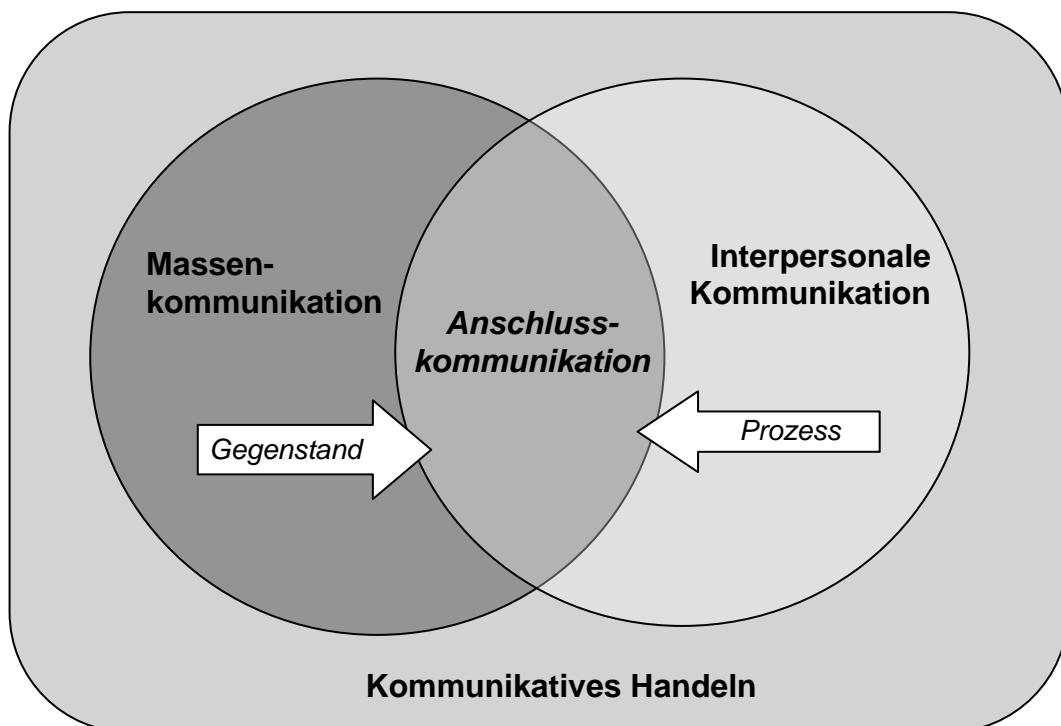 Massen-
kommunikation
Interpersonale
Kommunikation
Anschluss-
kommunikation
Gegenstand
Prozess
Kommunikatives Handeln